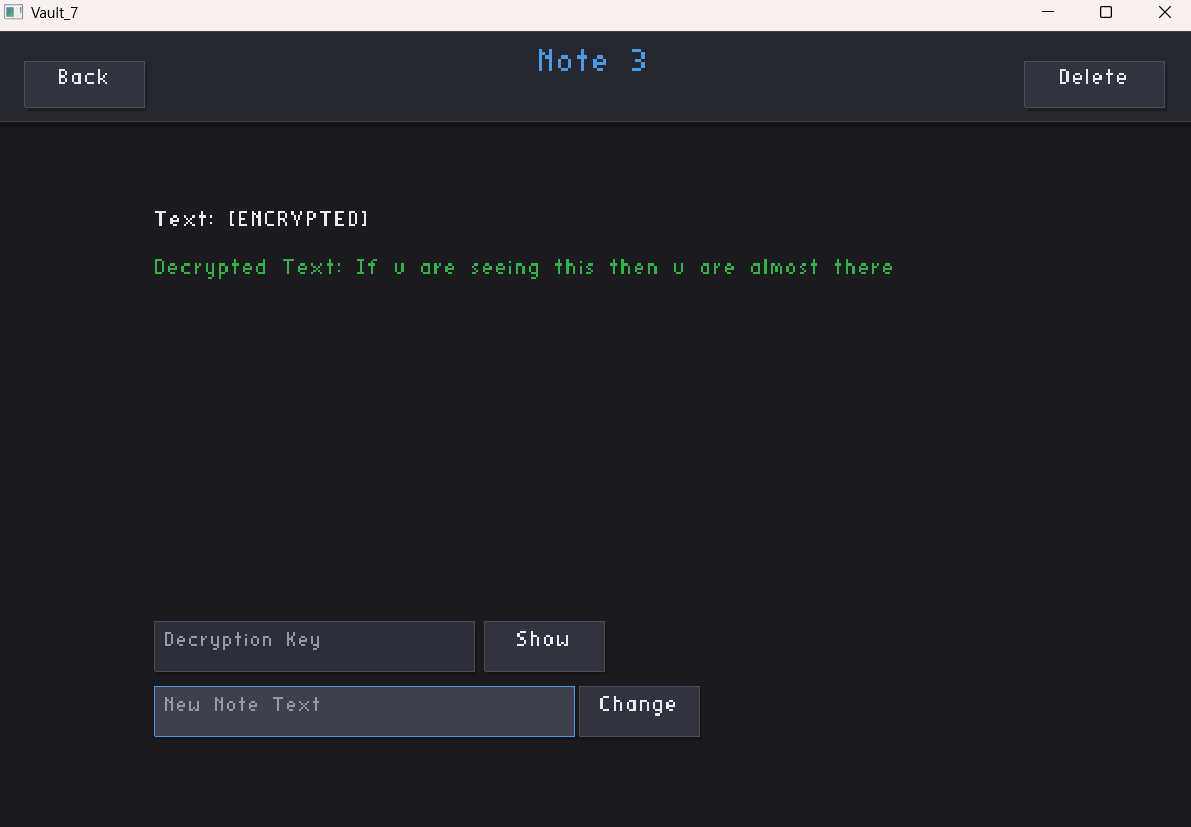 Vault_7
Back
Note 3
Delete
Text: [ENCRYPTED]
Decrypted Text: If u are seeing this then u are almost there
Decryption Key
Show
New Note Text
Change